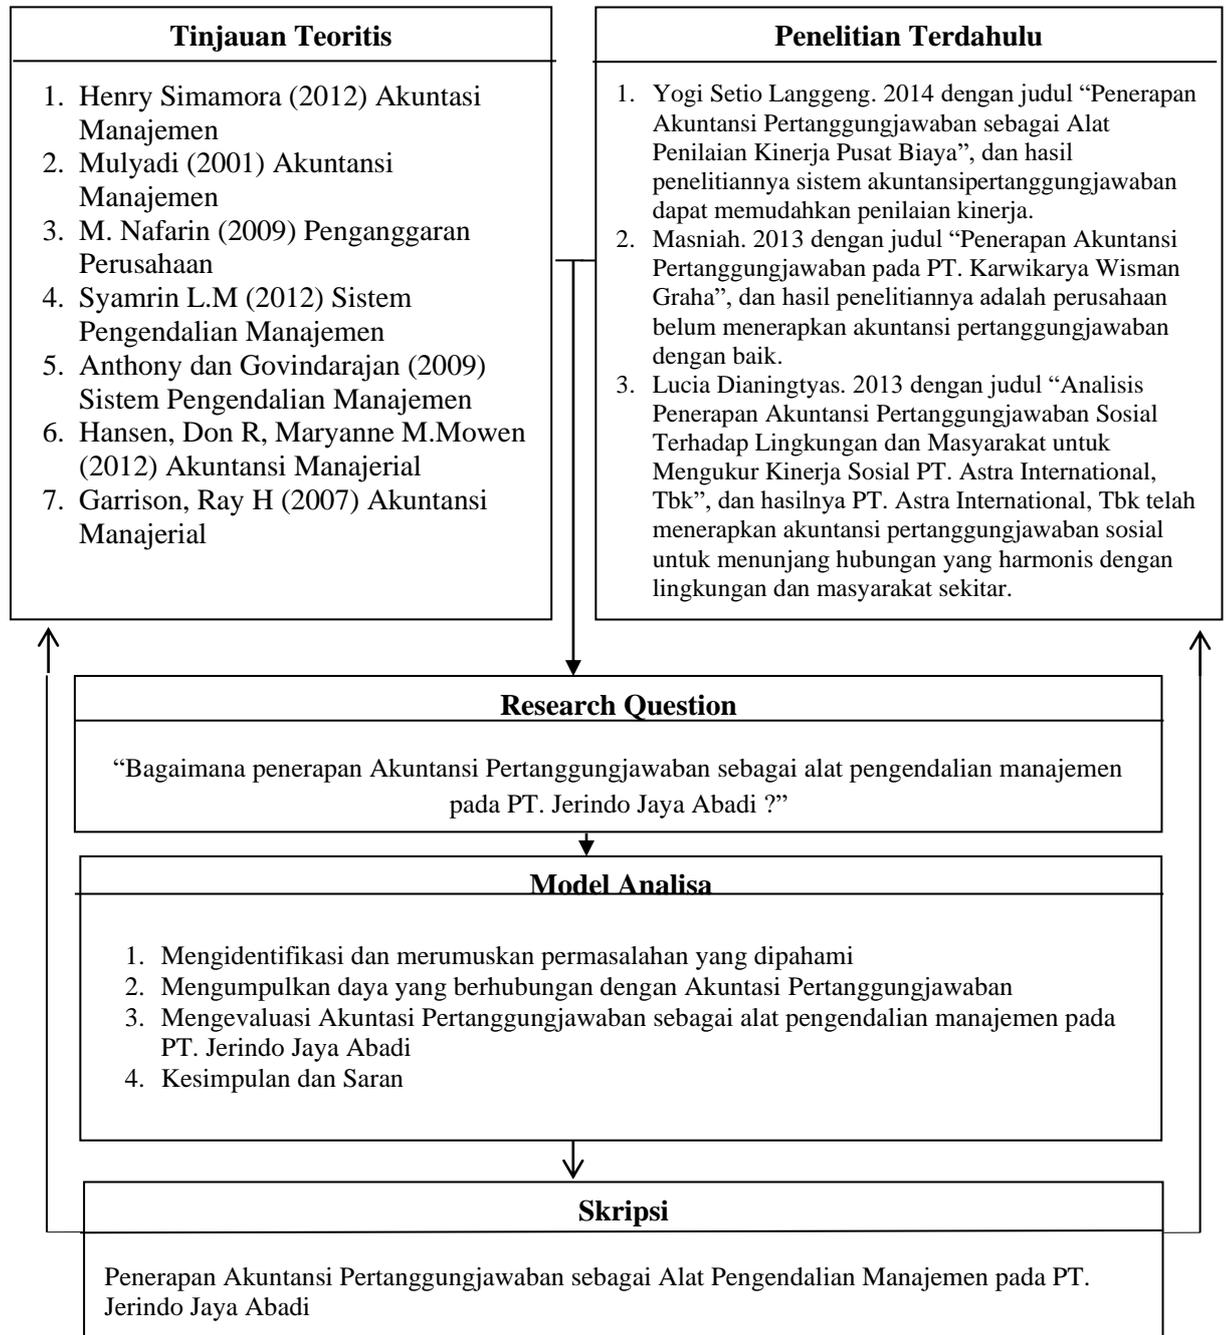 Tinjauan Teoritis
1. Henry Simamora (2012) Akuntasi
Manajemen
2. Mulyadi (2001) Akuntansi
Manajemen
3. M. Nafarin (2009) Penganggaran
Perusahaan
4. Syamrin L.M (2012) Sistem
Pengendalian Manajemen
5. Anthony dan Govindarajan (2009)
Sistem Pengendalian Manajemen
6. Hansen, Don R, Maryanne M.Mowen
(2012) Akuntansi Manajerial
7. Garrison, Ray H (2007) Akuntansi
Manajerial
Penelitian Terdahulu
1. Yogi Setio Langgeng. 2014 dengan judul “Penerapan
Akuntansi Pertanggungjawaban sebagai Alat
Penilaian Kinerja Pusat Biaya”, dan hasil
penelitiannya sistem akuntansipertanggungjawaban
dapat memudahkan penilaian kinerja.
2. Masniah. 2013 dengan judul “Penerapan Akuntansi
Pertanggungjawaban pada PT. Karwikarya Wisman
Graha”, dan hasil penelitiannya adalah perusahaan
belum menerapkan akuntansi pertanggungjawaban
dengan baik.
3. Lucia Dianingtyas. 2013 dengan judul “Analisis
Penerapan Akuntansi Pertanggungjawaban Sosial
Terhadap Lingkungan dan Masyarakat untuk
Mengukur Kinerja Sosial PT. Astra International,
Tbk”, dan hasilnya PT. Astra International, Tbk telah
menerapkan akuntansi pertanggungjawaban sosial
untuk menunjang hubungan yang harmonis dengan
lingkungan dan masyarakat sekitar.
Research Question
“Bagaimana penerapan Akuntansi Pertanggungjawaban sebagai alat pengendalian manajemen
pada PT. Jerindo Jaya Abadi ?”
Model Analisa
1. Mengidentifikasi dan merumuskan permasalahan yang dipahami
2. Mengumpulkan daya yang berhubungan dengan Akuntasi Pertanggungjawaban
3. Mengevaluasi Akuntasi Pertanggungjawaban sebagai alat pengendalian manajemen pada
PT. Jerindo Jaya Abadi
4. Kesimpulan dan Saran
Skripsi
Penerapan Akuntansi Pertanggungjawaban sebagai Alat Pengendalian Manajemen pada PT.
Jerindo Jaya Abadi